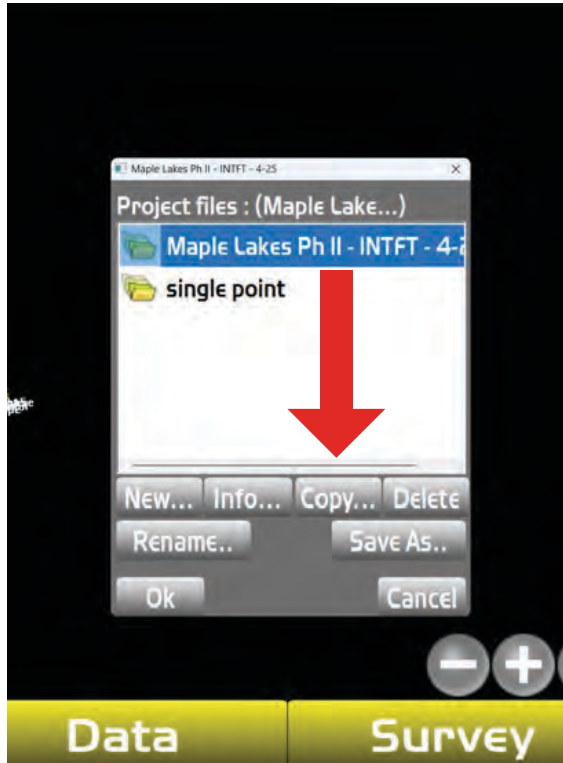 Maple Lakes Ph II - INTFT - 4-25
Project files : (Maple Lake...)
Maple Lakes Ph II - INTFT - 4-
single point
New... Info... Copy... Delete
Rename.. Save As..
Ok Cancel
Data Survey